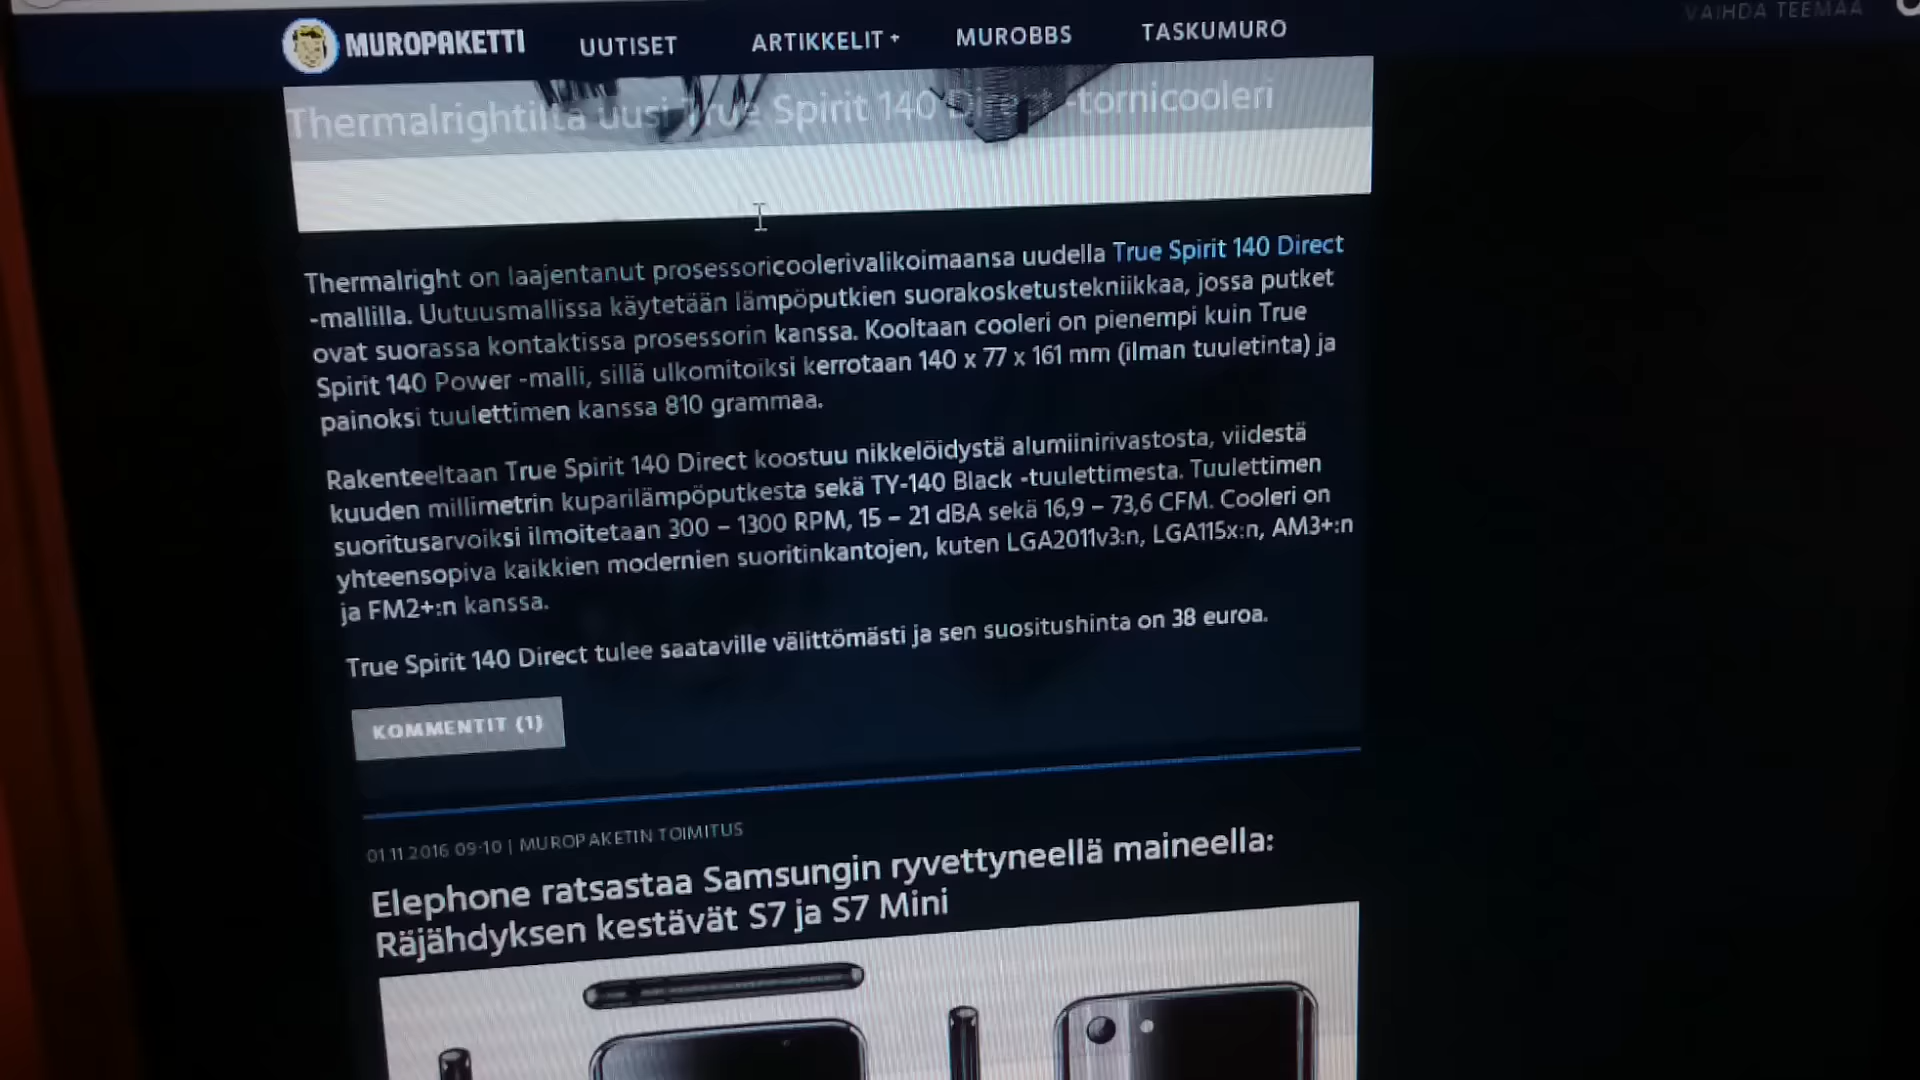 MUROPAKETTI UUTISET ARTIKKELIT + MUROBBS TASKUMURO VAIHDA TEEMAA
Thermalrightilta uusi True Spirit 140 Direct -tornicooleri
Thermalright on laajentanut prosessoricoolerivalikoimaansa uudella True Spirit 140 Direct
-mallilla. Uutuusmallissa käytetään lämpöputkien suorakosketustekniikkaa, jossa putket
ovat suorassa kontaktissa prosessorin kanssa. Kooltaan cooleri on pienempi kuin True
Spirit 140 Power -malli, sillä ulkomitoiksi kerrotaan 140 x 77 x 161 mm (ilman tuuletinta) ja
painoksi tuulettimen kanssa 810 grammaa.
Rakenteeltaan True Spirit 140 Direct koostuu nikkelöidystä alumiinirivastosta, viidestä
kuuden millimetrin kuparilämpöputkesta sekä TY-140 Black -tuulettimesta. Tuulettimen
suoritusarvoiksi ilmoitetaan 300 – 1300 RPM, 15 – 21 dBA sekä 16,9 – 73,6 CFM. Cooleri on
yhteensopiva kaikkien modernien suoritinkantojen, kuten LGA2011v3:n, LGA115x:n, AM3+:n
ja FM2+:n kanssa.
True Spirit 140 Direct tulee saataville välittömästi ja sen suositushinta on 38 euroa.
KOMMENTIT (1)
01.11.2016 09:10 | MUROPAKETIN TOIMITUS
Elephone ratsastaa Samsungin ryvettyneellä maineella:
Räjähdyksen kestävät S7 ja S7 Mini